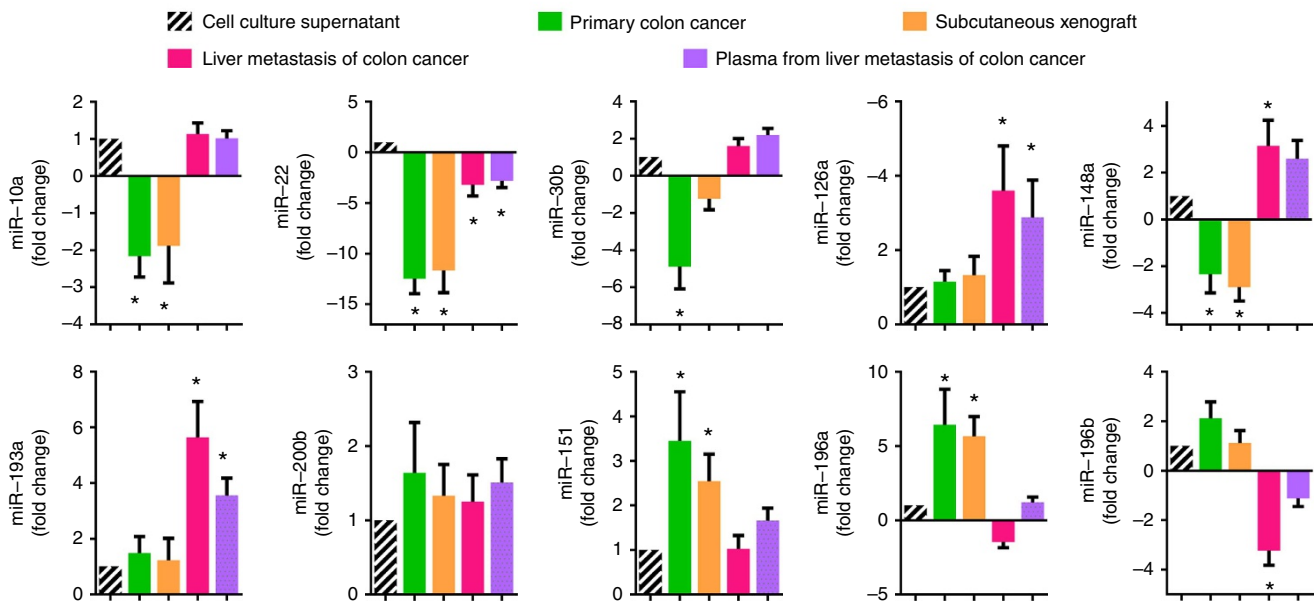 Cell culture supernatant
Primary colon cancer
Subcutaneous xenograft
Liver metastasis of colon cancer
Plasma from liver metastasis of colon cancer
miR–10a
(fold change)
2
1
0
–1
–2
–3
–4
* *
miR–22
(fold change)
5
0
–5
–10
–15
* * * *
miR–30b
(fold change)
4
2
0
–2
–4
–6
–8
*
miR–126a
(fold change)
–6
–4
2
0
* *
miR–148a
(fold change)
4
2
0
–2
–4
* * *
miR–193a
(fold change)
8
6
4
2
0
* *
miR–200b
(fold change)
3
2
1
0
miR–151
(fold change)
5
4
3
2
1
0
* *
miR–196a
(fold change)
10
5
0
–5
* *
miR–196b
(fold change)
4
2
0
–2
–4
*